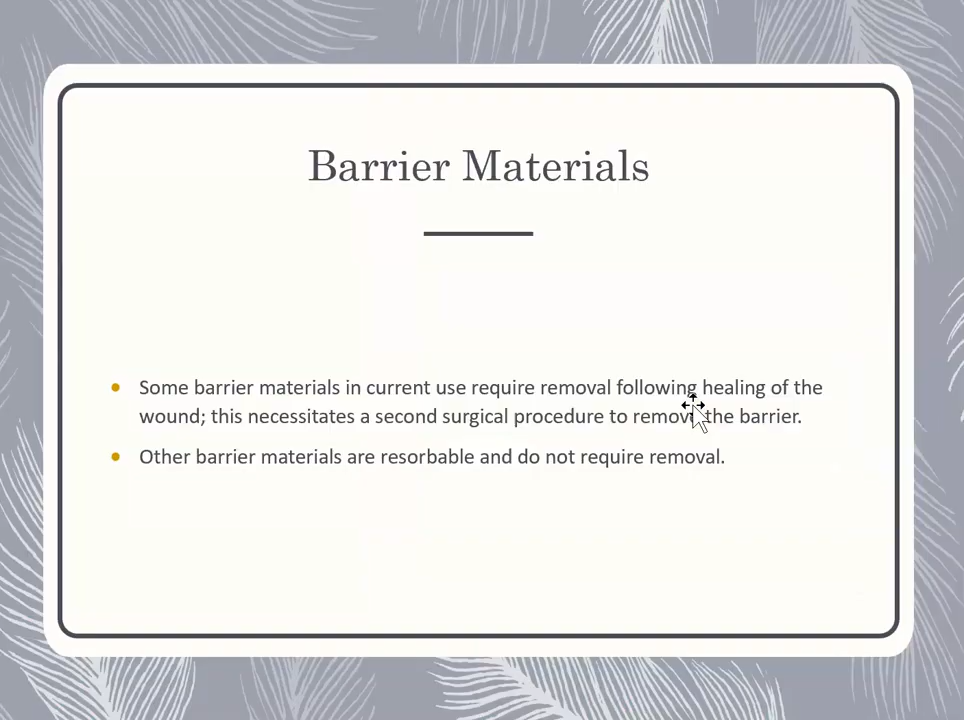 Barrier Materials
Some barrier materials in current use require removal following healing of the
wound; this necessitates a second surgical procedure to remove the barrier.
Other barrier materials are resorbable and do not require removal.